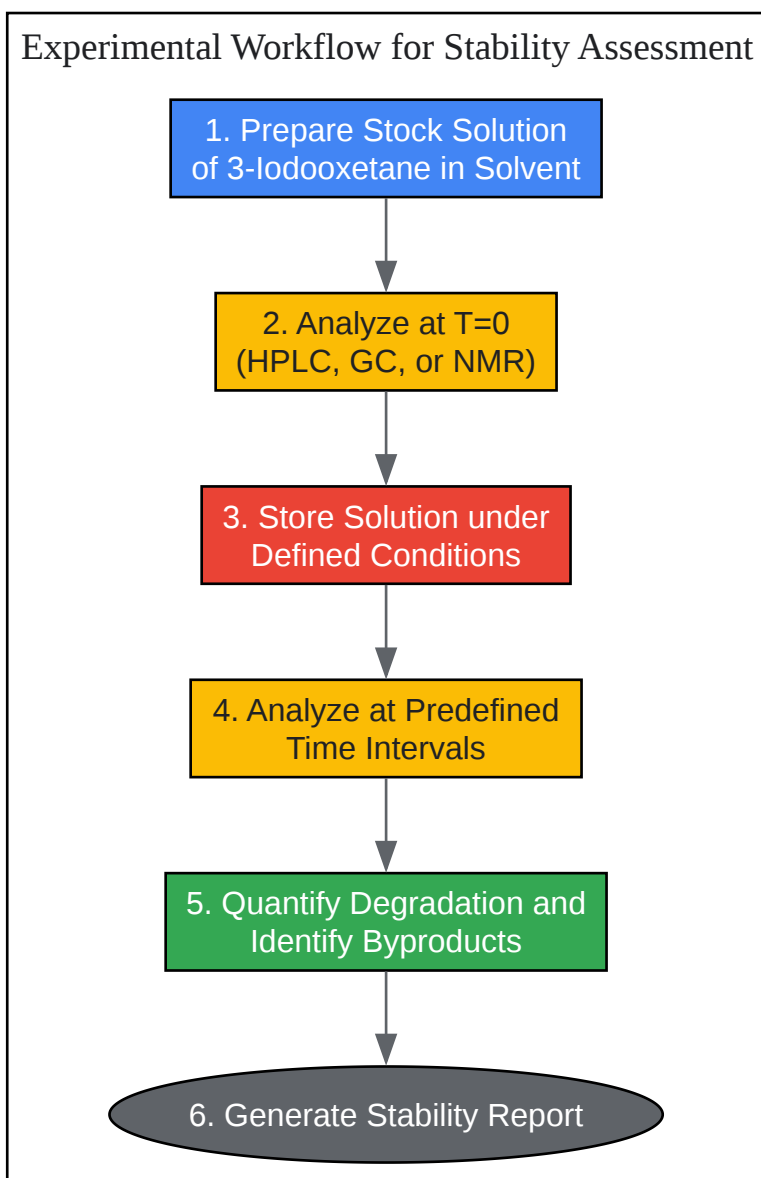 Experimental Workflow for Stability Assessment
1. Prepare Stock Solution
of 3-Iodooxetane in Solvent
2. Analyze at T=0
(HPLC, GC, or NMR)
3. Store Solution under
Defined Conditions
4. Analyze at Predefined
Time Intervals
5. Quantify Degradation and
Identify Byproducts
6. Generate Stability Report